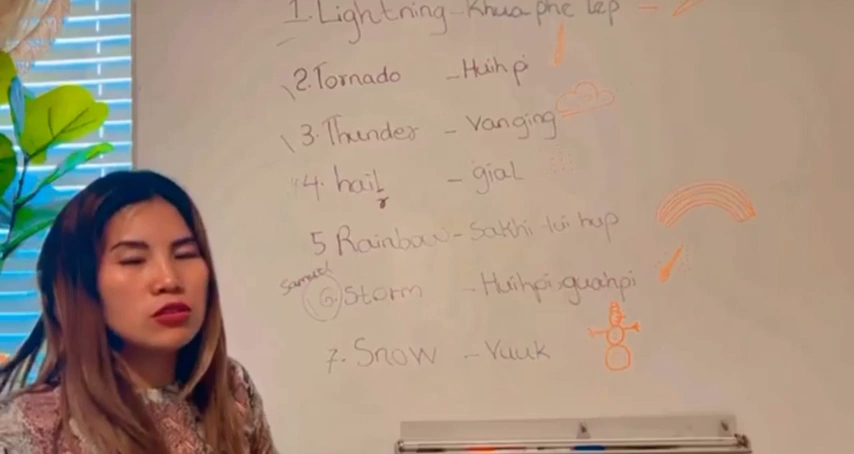 1. Lightning - Khua phe lep -
2. Tornado - Huihpi
3. Thunder - Vanging
4. hail - gial
r
5 Rainbow - Sakhi tui hup
Samuel
6. Storm - Huihpi, guahpi
7. Snow - Vuuk